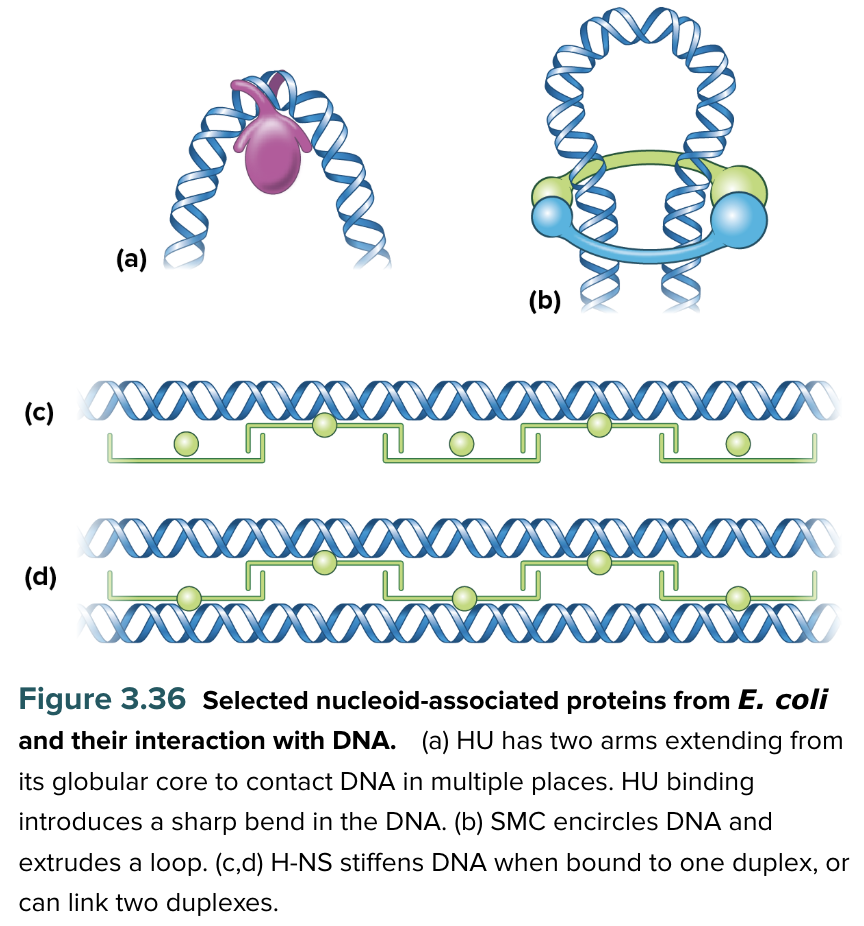 (a)
(b)
(c)
(d)
Figure 3.36 Selected nucleoid-associated proteins from E. coli
and their interaction with DNA. (a) HU has two arms extending from
its globular core to contact DNA in multiple places. HU binding
introduces a sharp bend in the DNA. (b) SMC encircles DNA and
extrudes a loop. (c,d) H-NS stiffens DNA when bound to one duplex, or
can link two duplexes.